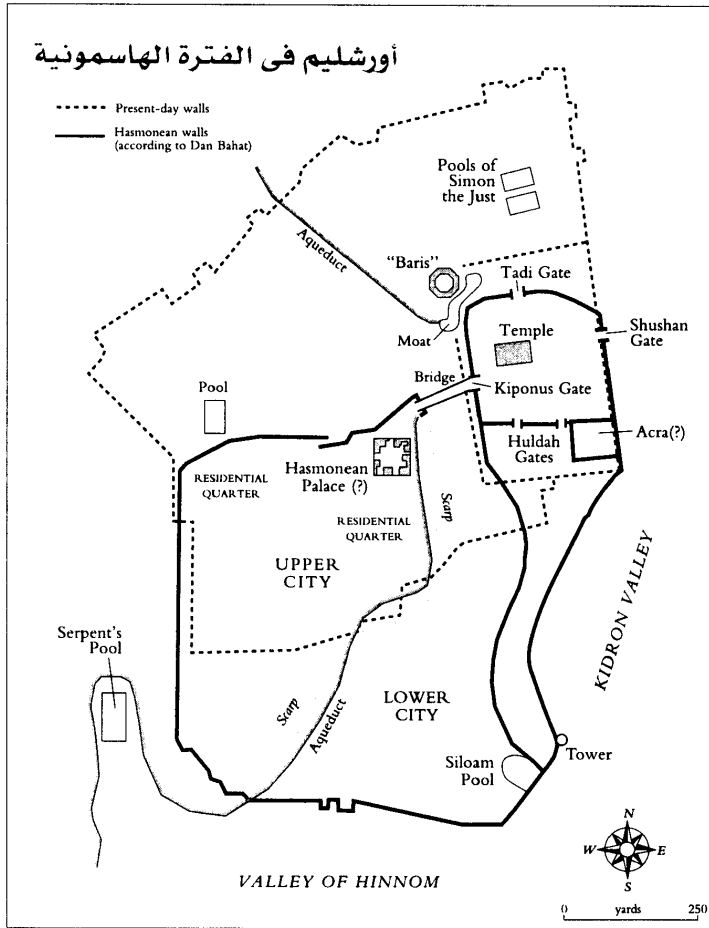 أورشليم فى الفترة الهاسمونية
Present-day walls
Hasmonean walls
(according to Dan Bahat)
Pools of
Simon
the Just
Aqueduct
"Baris"
Tadi Gate
Moat
Temple
Shushan
Gate
Bridge
Kiponus Gate
Pool
Huldah
Gates
Acra(?)
Hasmonean
Palace (?)
RESIDENTIAL
QUARTER
Scarp
RESIDENTIAL
QUARTER
UPPER
CITY
KIDRON VALLEY
Serpent's
Pool
Scarp
Aqueduct
LOWER
CITY
Siloam
Pool
Tower
N
W
E
S
VALLEY OF HINNOM
0 yards 250